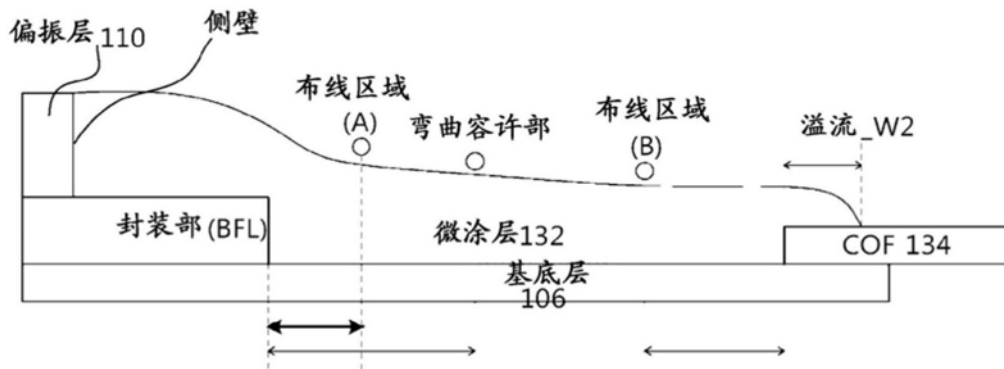 偏振层110
侧壁
布线区域
(A)
弯曲容许部
布线区域
(B)
溢流_W2
封装部(BFL)
微涂层132
COF 134
基底层
106